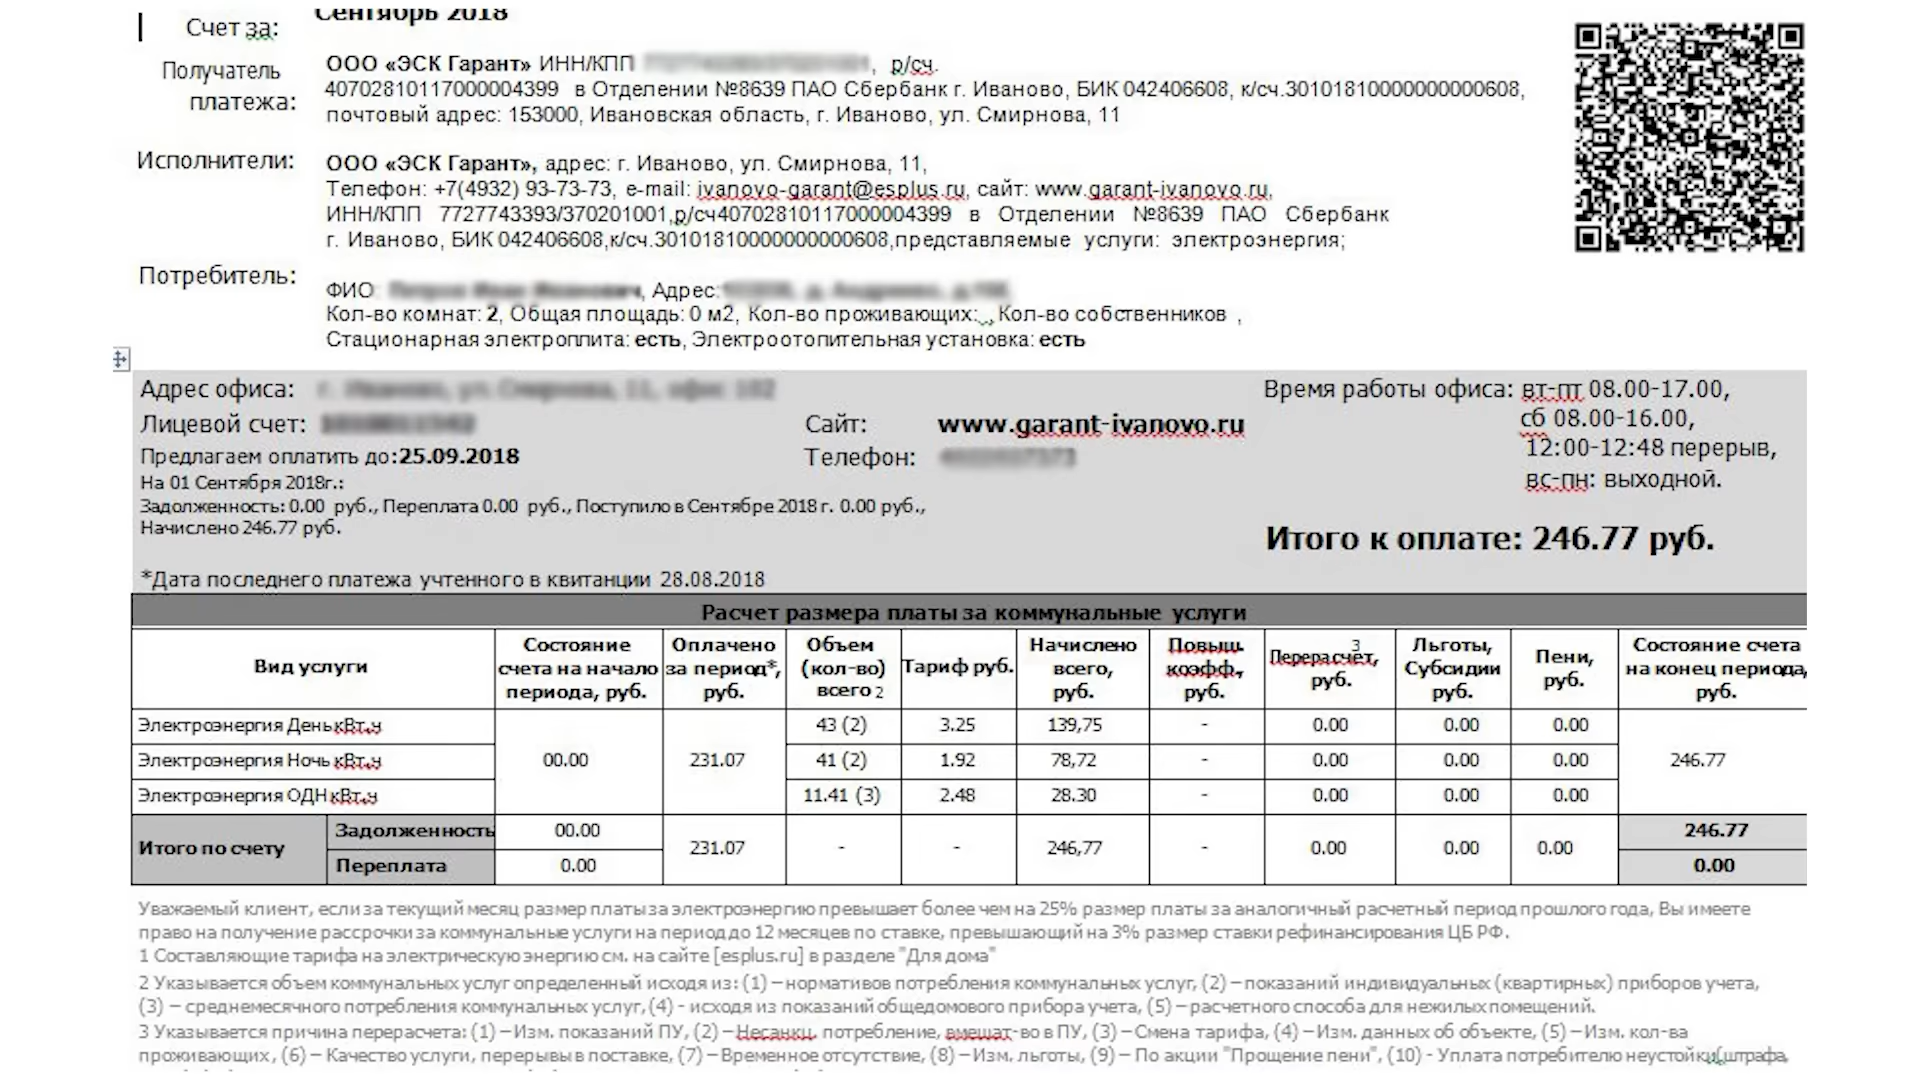 Сентябрь 2018
Счет за:
Получатель
платежа:
ООО «ЭСК Гарант» ИНН/КПП , р/сч.
40702810117000004399 в Отделении №8639 ПАО Сбербанк г. Иваново, БИК 042406608, к/сч.30101810000000000608,
почтовый адрес: 153000, Ивановская область, г. Иваново, ул. Смирнова, 11
Исполнители:
ООО «ЭСК Гарант», адрес: г. Иваново, ул. Смирнова, 11,
Телефон: +7(4932) 93-73-73, e-mail: ivanovo-garant@esplus.ru, сайт: www.garant-ivanovo.ru,
ИНН/КПП 7727743393/370201001,р/сч40702810117000004399 в Отделении №8639 ПАО Сбербанк
г. Иваново, БИК 042406608,к/сч.30101810000000000608,представляемые услуги: электроэнергия;
Потребитель:
ФИО: , Адрес:
Кол-во комнат: 2, Общая площадь: 0 м2, Кол-во проживающих: , Кол-во собственников ,
Стационарная электроплита: есть, Электроотопительная установка: есть
Адрес офиса:
Лицевой счет:
Предлагаем оплатить до:25.09.2018
На 01 Сентября 2018г.:
Задолженность: 0.00 руб., Переплата 0.00 руб., Поступило в Сентябре 2018 г. 0.00 руб.,
Начислено 246.77 руб.
*Дата последнего платежа учтенного в квитанции 28.08.2018
Сайт: www.garant-ivanovo.ru
Телефон:
Время работы офиса: вт-пт 08.00-17.00,
сб 08.00-16.00,
12:00-12:48 перерыв,
вс-пн: выходной.
Итого к оплате: 246.77 руб.
Расчет размера платы за коммунальные услуги
Вид услуги
Состояние
счета на начало
периода, руб.
Оплачено
за период*,
руб.
Объем
(кол-во)
всего 2
Тариф руб.
Начислено
всего,
руб.
Повыш.
коэфф.,
руб.
Перерасчет,3
руб.
Льготы,
Субсидии
руб.
Пени,
руб.
Состояние счета
на конец периода,
руб.
Электроэнергия День кВт.ч 43 (2) 3.25 139,75 - 0.00 0.00 0.00
Электроэнергия Ночь кВт.ч 00.00 231.07 41 (2) 1.92 78,72 - 0.00 0.00 0.00 246.77
Электроэнергия ОДН кВт.ч 11.41 (3) 2.48 28.30 - 0.00 0.00 0.00
Задолженность 00.00 246.77
Итого по счету 231.07 - - 246,77 - 0.00 0.00 0.00
Переплата 0.00 0.00
Уважаемый клиент, если за текущий месяц размер платы за электроэнергию превышает более чем на 25% размер платы за аналогичный расчетный период прошлого года, Вы имеете
право на получение рассрочки за коммунальные услуги на период до 12 месяцев по ставке, превышающий на 3% размер ставки рефинансирования ЦБ РФ.
1 Составляющие тарифа на электрическую энергию см. на сайте [esplus.ru] в разделе "Для дома"
2 Указывается объем коммунальных услуг определенный исходя из: (1) – нормативов потребления коммунальных услуг, (2) – показаний индивидуальных (квартирных) приборов учета,
(3) – среднемесячного потребления коммунальных услуг, (4) - исходя из показаний общедомового прибора учета, (5) – расчетного способа для нежилых помещений.
3 Указывается причина перерасчета: (1) – Изм. показаний ПУ, (2) – Несанкц. потребление, вмешат-во в ПУ, (3) – Смена тарифа, (4) – Изм. данных об объекте, (5) – Изм. кол-ва
проживающих , (6) – Качество услуги, перерывы в поставке, (7) – Временное отсутствие, (8) – Изм. льготы, (9) – По акции "Прощение пени", (10) - Уплата потребителю неустойки(штрафа,